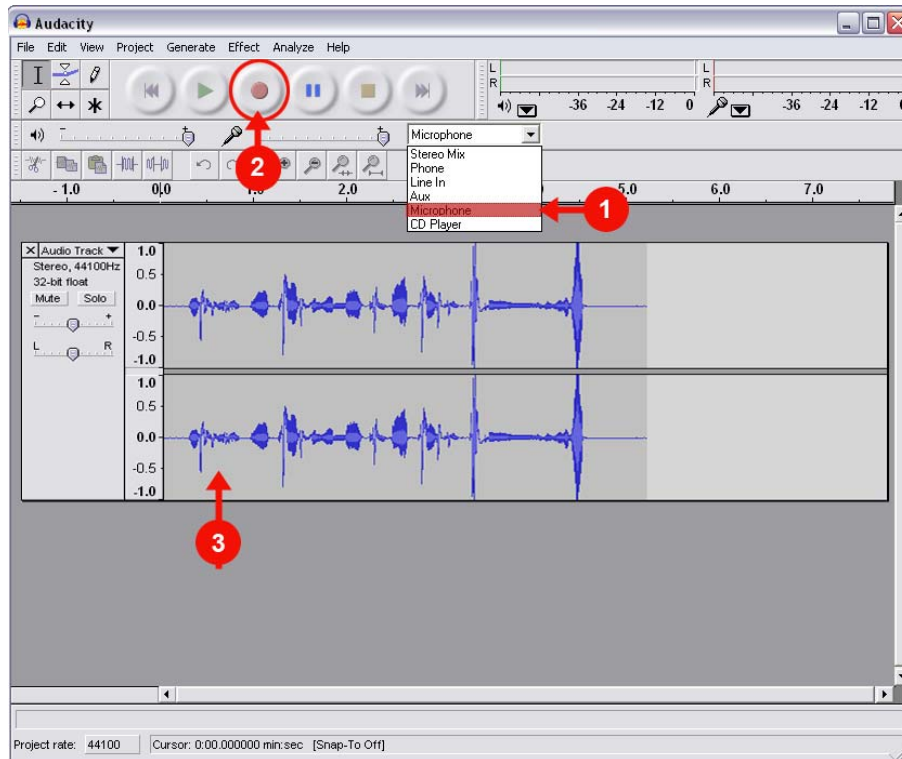 Audacity
File Edit View Project Generate Effect Analyze Help
L
R
-36 -24 -12 0
L
R
-36 -24 -12
2
Microphone
Stereo Mix
Phone
Line In
Aux
Microphone
CD Player
1
- 1.0 0.0 1.0 2.0 5.0 6.0 7.0
X Audio Track
Stereo, 44100Hz
32-bit float
Mute Solo
- +
L R
1.0
0.5
0.0
-0.5
-1.0
1.0
0.5
0.0
-0.5
-1.0
3
Project rate: 44100 Cursor: 0:00.000000 min:sec [Snap-To Off]